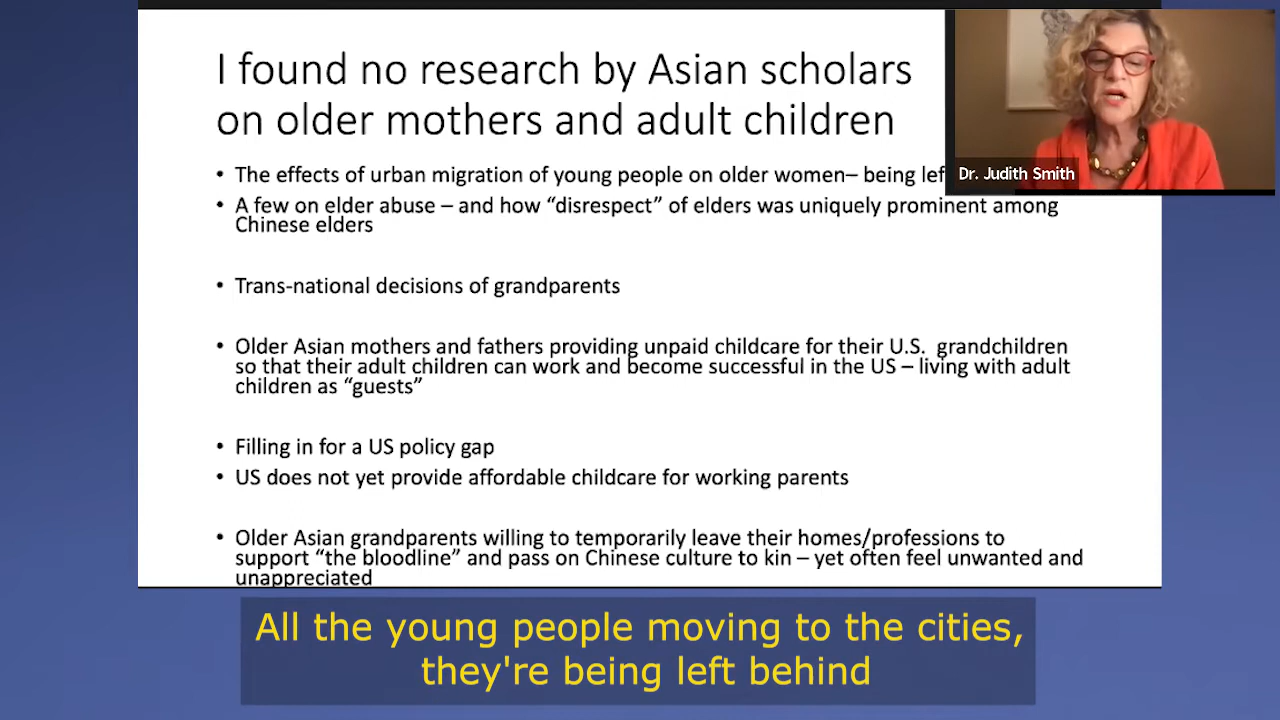 I found no research by Asian scholars
on older mothers and adult children
• The effects of urban migration of young people on older women– being lef
Dr. Judith Smith
• A few on elder abuse – and how “disrespect” of elders was uniquely prominent among
Chinese elders
• Trans-national decisions of grandparents
• Older Asian mothers and fathers providing unpaid childcare for their U.S.  grandchildren
so that their adult children can work and become successful in the US – living with adult
children as “guests”
• Filling in for a US policy gap
• US does not yet provide affordable childcare for working parents
• Older Asian grandparents willing to temporarily leave their homes/professions to
support “the bloodline” and pass on Chinese culture to kin – yet often feel unwanted and
unappreciated
All the young people moving to the cities,
they're being left behind